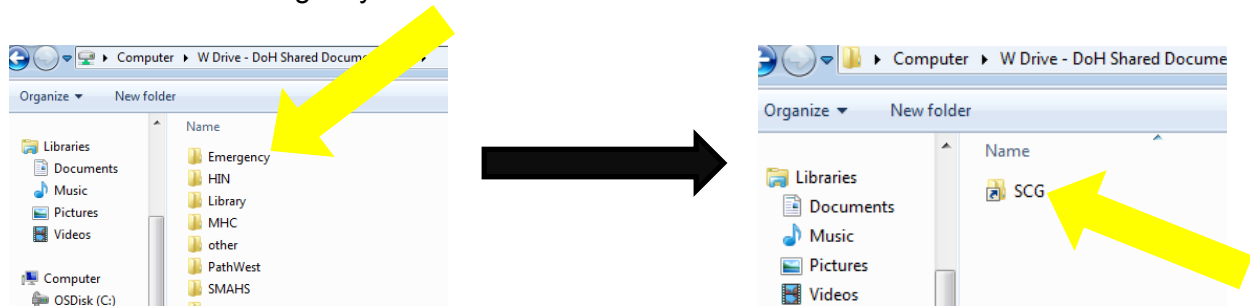 Computer ▸ W Drive - DoH Shared Docum
Organize ▾ New folder
Name
Libraries
Documents
Music
Pictures
Videos
Computer
OSDisk (C:)
Emergency
HIN
Library
MHC
other
PathWest
SMAHS
Computer ▸ W Drive - DoH Shared Docume
Organize ▾ New folder
Name
Libraries
Documents
Music
Pictures
Videos
SCG